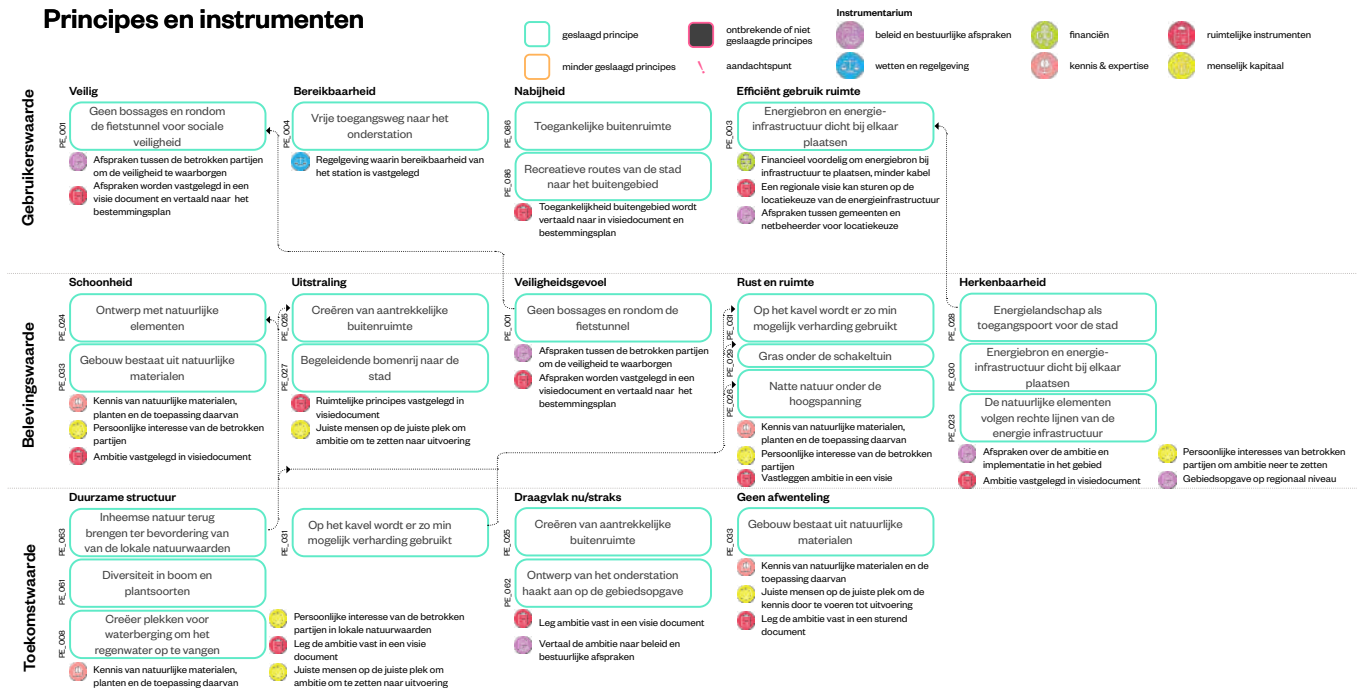 Principes en instrumenten
geslaagd principe
minder geslaagd principes
ontbrekende of niet
geslaagde principes
aandachtspunt
Instrumentarium
beleid en bestuurlijke afspraken
wetten en regelgeving
financiën
kennis & expertise
ruimtelijke instrumenten
menselijk kapitaal
Gebruikerswaarde
Veilig
PE_001
Geen bossages en rondom
de fietstunnel voor sociale
veiligheid
Afspraken tussen de betrokken partijen
om de veiligheid te waarborgen
Afspraken worden vastgelegd in een
visie document en vertaald naar het
bestemmingsplan
Bereikbaarheid
PE_004
Vrije toegangsweg naar het
onderstation
Regelgeving waarin bereikbaarheid van
het station is vastgelegd
Nabijheid
PE_086
Toegankelijke buitenruimte
PE_086
Recreatieve routes van de stad
naar het buitengebied
Toegankelijkheid buitengebied wordt
vertaald naar in visiedocument en
bestemmingsplan
Efficiënt gebruik ruimte
PE_003
Energiebron en energie-
infrastructuur dicht bij elkaar
plaatsen
Financieel voordelig om energiebron bij
infrastructuur te plaatsen, minder kabel
Een regionale visie kan sturen op de
locatiekeuze van de energieinfrastructuur
Afspraken tussen gemeenten en
netbeheerder voor locatiekeuze
Belevingswaarde
Schoonheid
PE_024
Ontwerp met natuurlijke
elementen
PE_033
Gebouw bestaat uit natuurlijke
materialen
Kennis van natuurlijke materialen,
planten en de toepassing daarvan
Persoonlijke interesse van de betrokken
partijen
Ambitie vastgelegd in visiedocument
Uitstraling
PE_025
Creëren van aantrekkelijke
buitenruimte
PE_027
Begeleidende bomenrij naar de
stad
Ruimtelijke principes vastgelegd in
visiedocument
Juiste mensen op de juiste plek om
ambitie om te zetten naar uitvoering
Veiligheidsgevoel
PE_001
Geen bossages en rondom de
fietstunnel
Afspraken tussen de betrokken partijen
om de veiligheid te waarborgen
Afspraken worden vastgelegd in een
visiedocument en vertaald naar het
bestemmingsplan
Rust en ruimte
PE_031
Op het kavel wordt er zo min
mogelijk verharding gebruikt
PE_029
Gras onder de schakeltuin
PE_026
Natte natuur onder de
hoogspanning
Kennis van natuurlijke materialen,
planten en de toepassing daarvan
Persoonlijke interesse van de betrokken
partijen
Vastleggen ambitie in een visie
Herkenbaarheid
PE_028
Energielandschap als
toegangspoort voor de stad
PE_030
Energiebron en energie-
infrastructuur dicht bij elkaar
plaatsen
PE_023
De natuurlijke elementen
volgen rechte lijnen van de
energie infrastructuur
Afspraken over de ambitie en
implementatie in het gebied
Ambitie vastgelegd in visiedocument
Persoonlijke interesses van betrokken
partijen om ambitie neer te zetten
Gebiedsopgave op regionaal niveau
Toekomstwaarde
Duurzame structuur
PE_063
Inheemse natuur terug
brengen ter bevordering van
van de lokale natuurwaarden
PE_061
Diversiteit in boom en
plantsoorten
PE_008
Creëer plekken voor
waterberging om het
regenwater op te vangen
Kennis van natuurlijke materialen,
planten en de toepassing daarvan
PE_031
Op het kavel wordt er zo min
mogelijk verharding gebruikt
Persoonlijke interesse van de betrokken
partijen in lokale natuurwaarden
Leg de ambitie vast in een visie
document
Juiste mensen op de juiste plek om
ambitie om te zetten naar uitvoering
Draagvlak nu/straks
PE_025
Creëren van aantrekkelijke
buitenruimte
PE_062
Ontwerp van het onderstation
haakt aan op de gebiedsopgave
Leg ambitie vast in een visie document
Vertaal de ambitie naar beleid en
bestuurlijke afspraken
Geen afwenteling
PE_033
Gebouw bestaat uit natuurlijke
materialen
Kennis van natuurlijke materialen en de
toepassing daarvan
Juiste mensen op de juiste plek om de
kennis door te voeren tot uitvoering
Leg de ambitie vast in een sturend
document